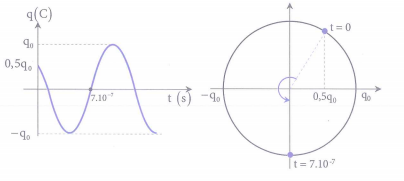 q(C)
q₀
0,5q₀
7.10⁻⁷
t (s)
−q₀
t = 0
−q₀
0,5q₀
q₀
t = 7.10⁻⁷